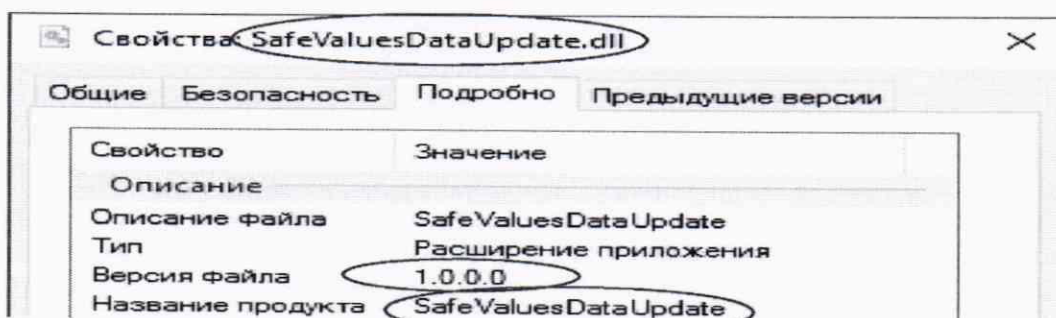 Свойства: SafeValuesDataUpdate.dll
Общие Безопасность Подробно Предыдущие версии
Свойство Значение
Описание
Описание файла SafeValuesDataUpdate
Тип Расширение приложения
Версия файла 1.0.0.0
Название продукта SafeValuesDataUpdate